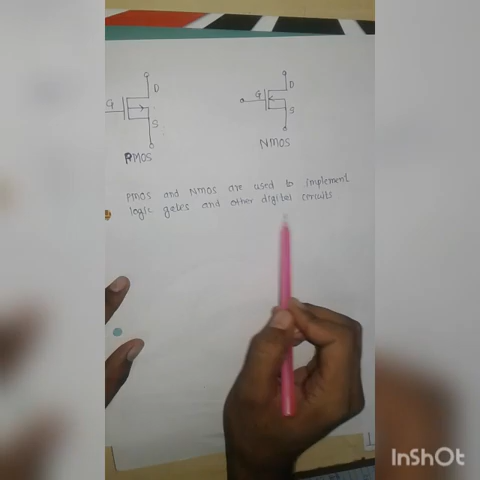 G
D
S
PMOS
G
D
S
NMOS
PMOS and NMOS are used to implement
logic gates and other digital circuits
InShOt